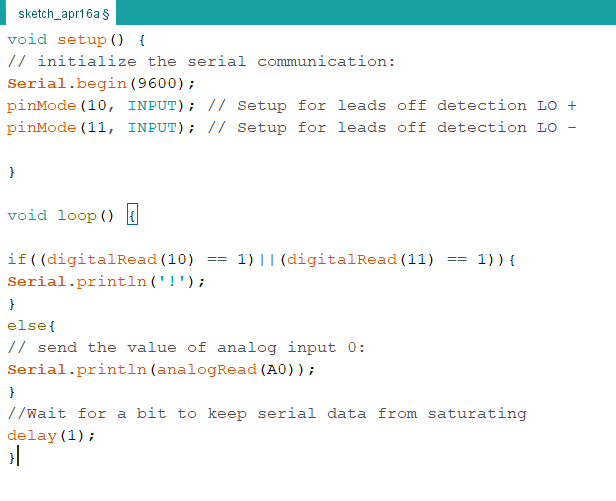 sketch_apr16a §
void setup() {
// initialize the serial communication:
Serial.begin(9600);
pinMode(10, INPUT); // Setup for leads off detection LO +
pinMode(11, INPUT); // Setup for leads off detection LO -
}
void loop() {
if((digitalRead(10) == 1)||(digitalRead(11) == 1)){
Serial.println('!');
}
else{
// send the value of analog input 0:
Serial.println(analogRead(A0));
}
//Wait for a bit to keep serial data from saturating
delay(1);
}